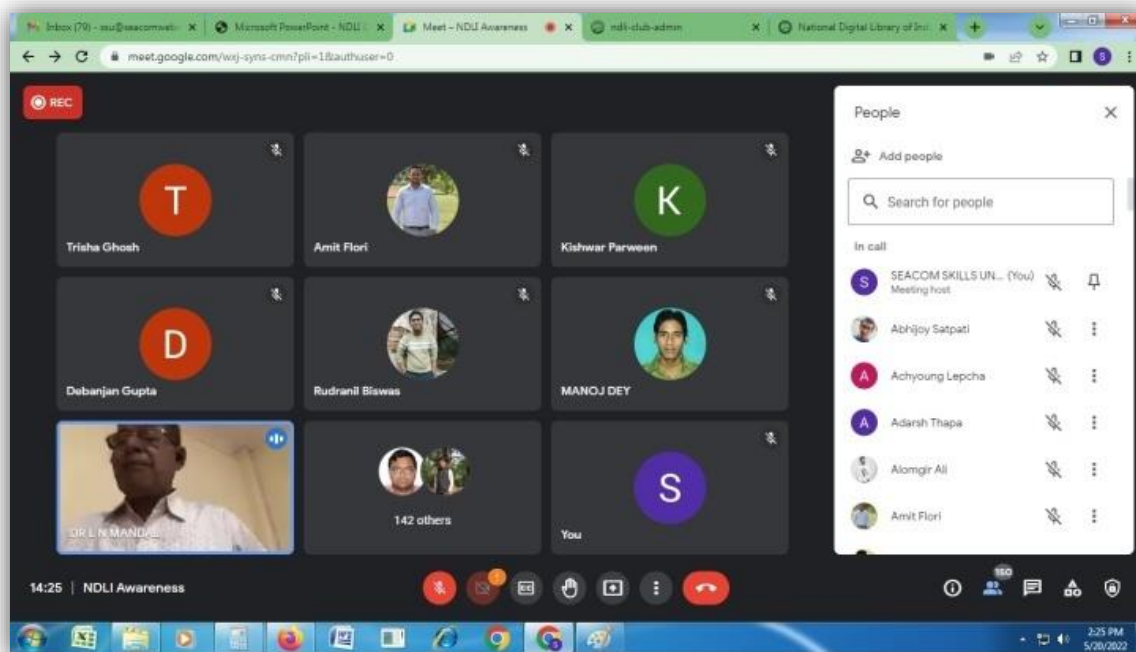 Inbox (79) - ssu@seacomweb
Microsoft PowerPoint - NDLI
Meet – NDLI Awareness
ndli-club-admin
National Digital Library of
meet.google.com/wxj-syns-cmn?pli=1&authuser=0
S
REC
People
Add people
Search for people
In call
T
Trisha Ghosh
Amit Flori
K
Kishwar Parween
D
Debanjan Gupta
Rudranil Biswas
MANOJ DEY
DR L N MANDAL
142 others
S
You
S
SEACOM SKILLS UN... (You)
Meeting host
Abhijoy Satpati
A
Achyoung Lepcha
A
Adarsh Thapa
Alomgir Ali
Amit Flori
14:25 | NDLI Awareness
CC
150
2:25 PM
5/20/2022